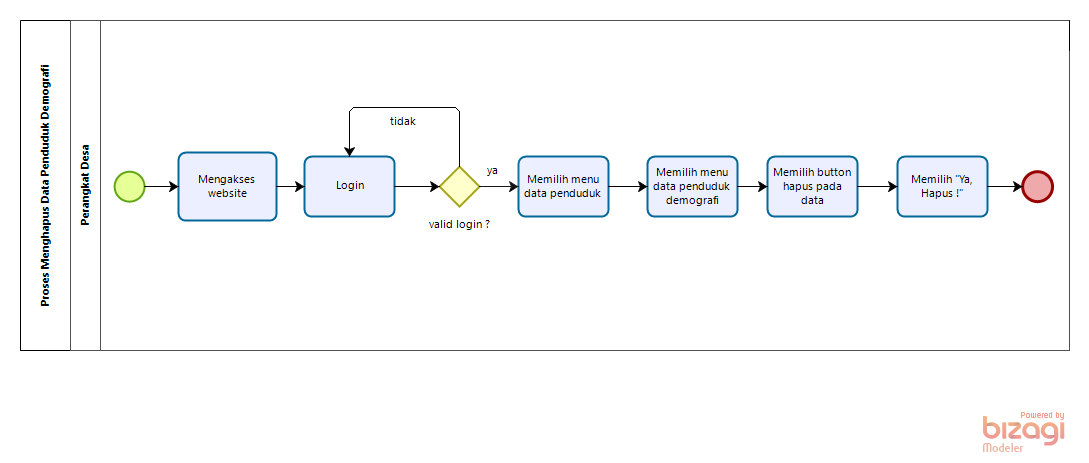 Proses Menghapus Data Penduduk Demografi
Perangkat Desa
Mengakses
website
tidak
Login
valid login ?
ya
Memilih menu
data penduduk
Memilih menu
data penduduk
demografi
Memilih button
hapus pada
data
Memilih "Ya,
Hapus !"
Powered by
bizagi
Modeler